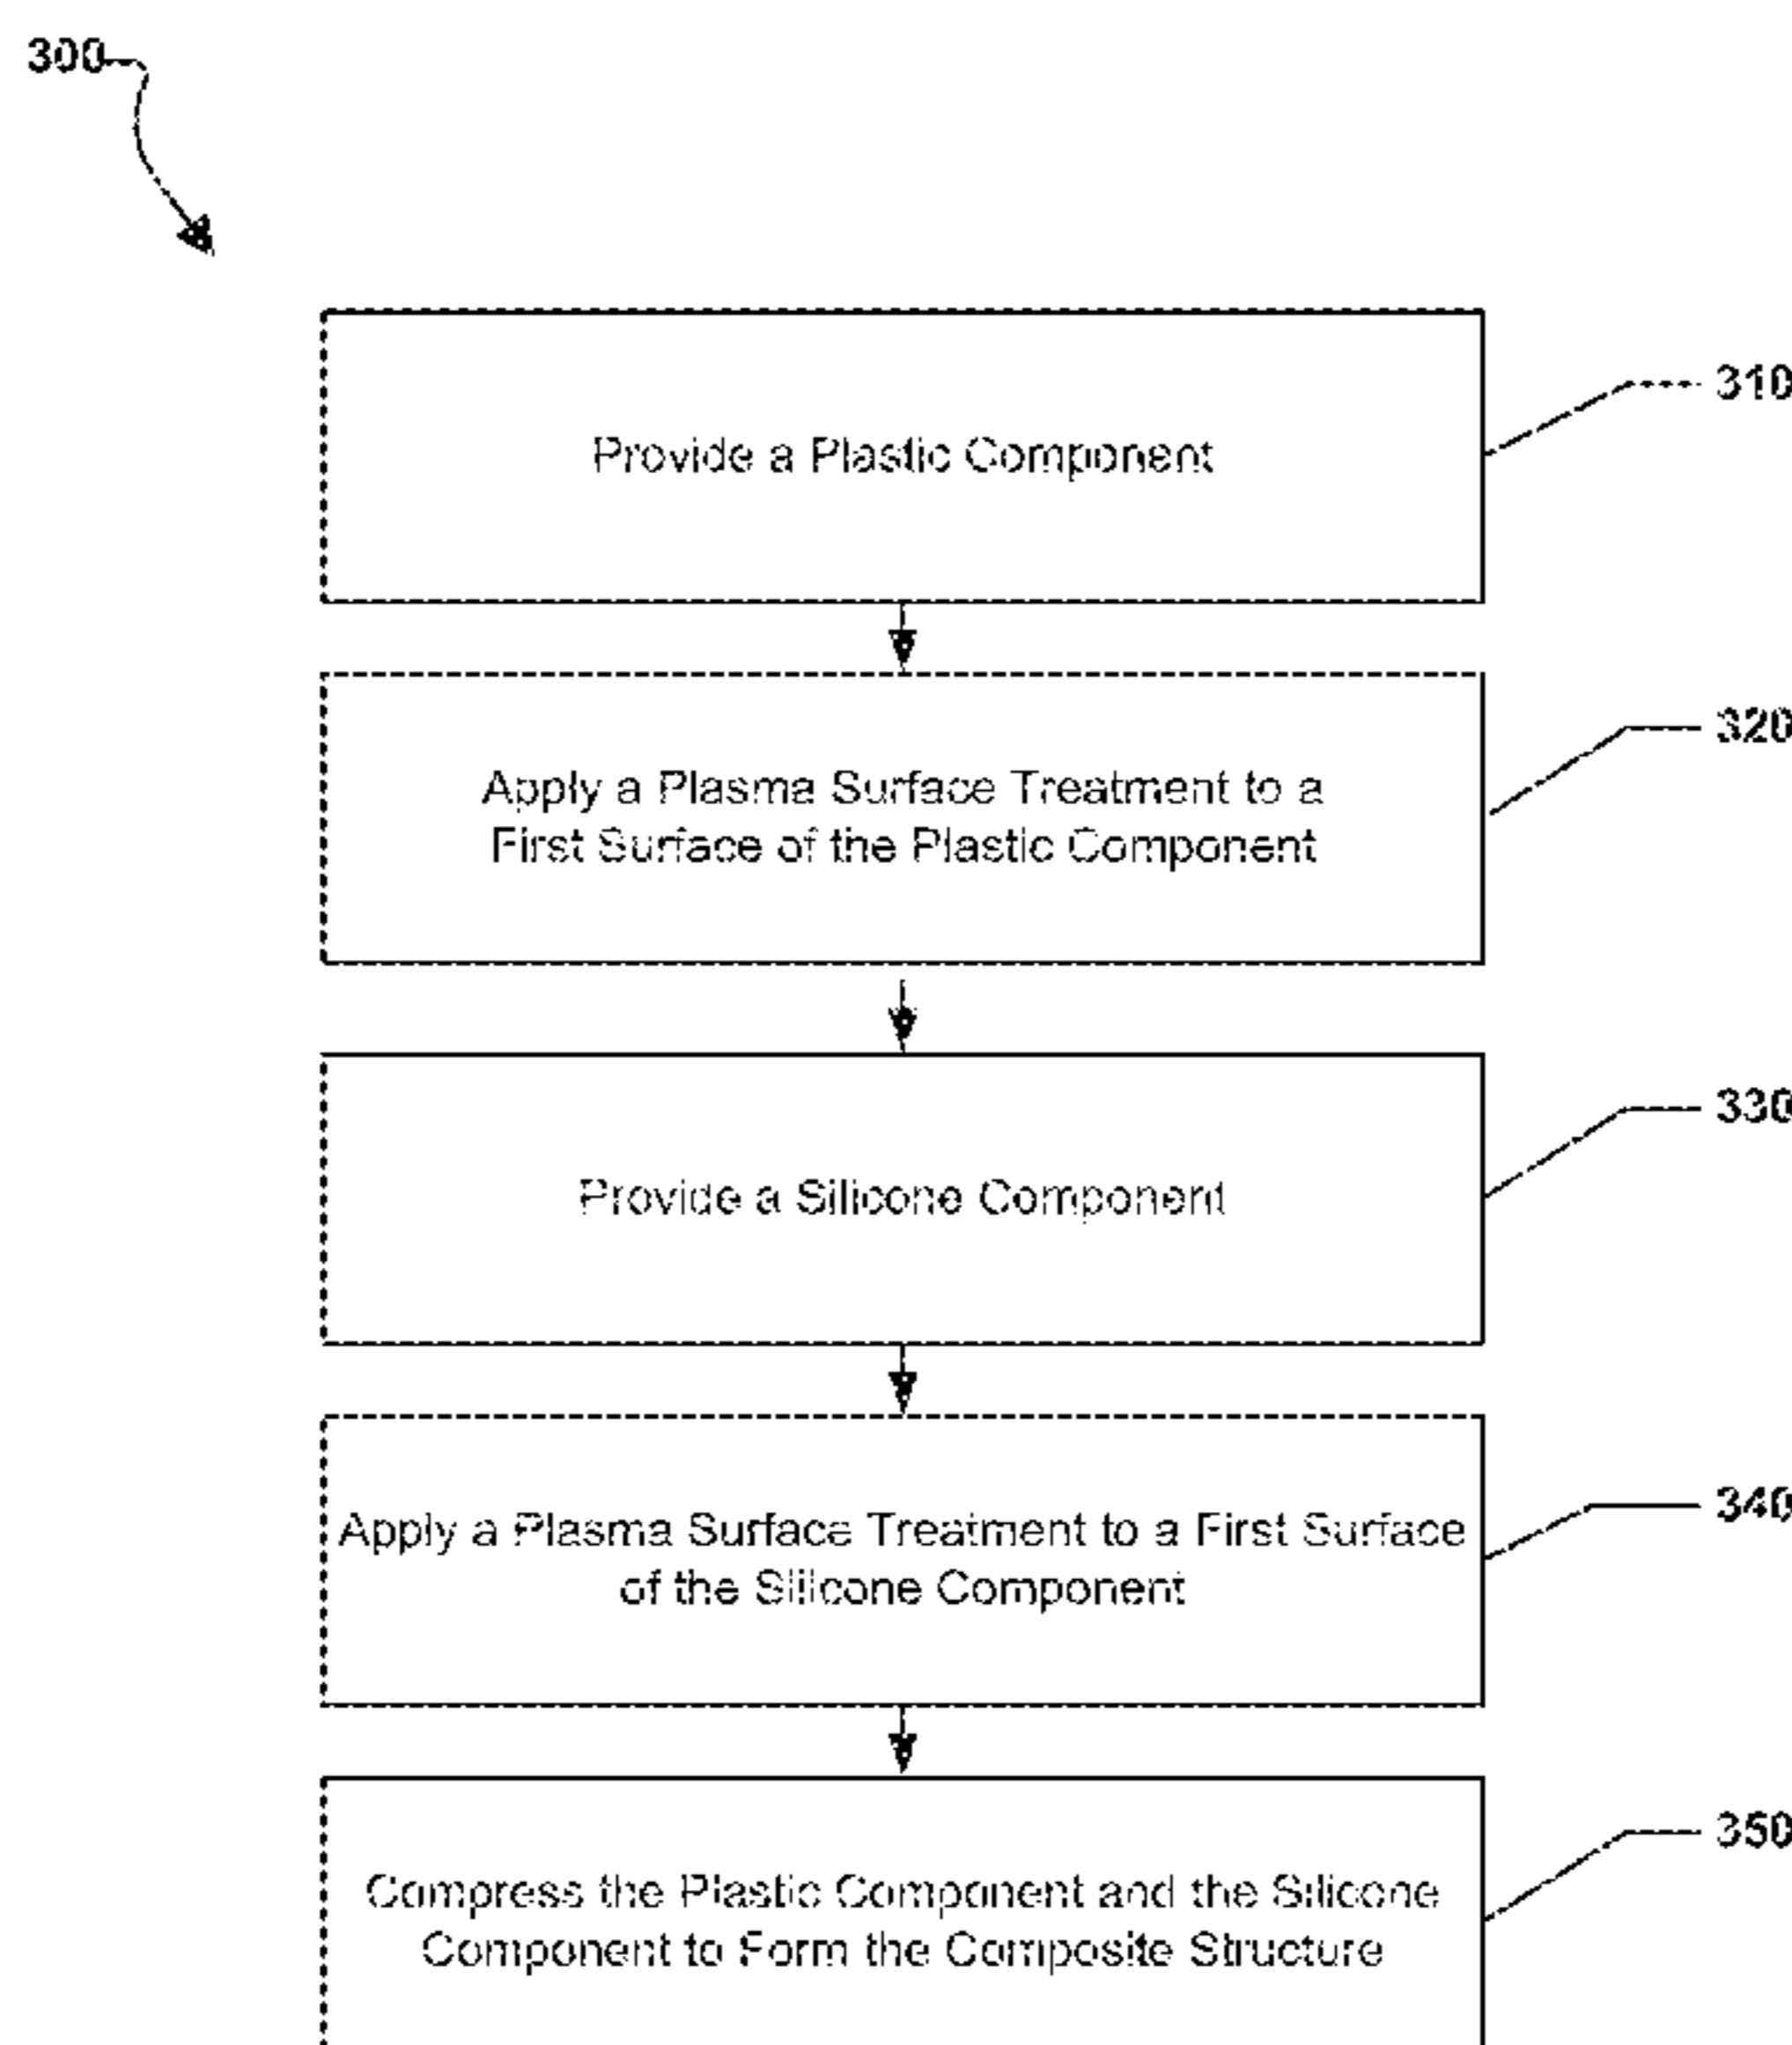 300
Provide a Plastic Component
310
Apply a Plasma Surface Treatment to a
First Surface of the Plastic Component
320
Provide a Silicone Component
330
Apply a Plasma Surface Treatment to a First Surface
of the Silicone Component
340
Compress the Plastic Component and the Silicone
Component to Form the Composite Structure
350